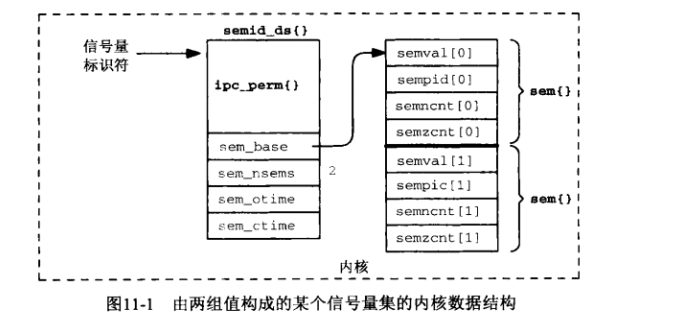 semid_ds{}
信号量
标识符
ipc_perm{}
sem_base
sem_nsems
2
sem_otime
sem_ctime
semval[0]
sempid[0]
semncnt[0]
semzcnt[0]
sem{}
semval[1]
sempic[1]
semncnt[1]
semzcnt[1]
sem{}
内核
图11-1 由两组值构成的某个信号量集的内核数据结构